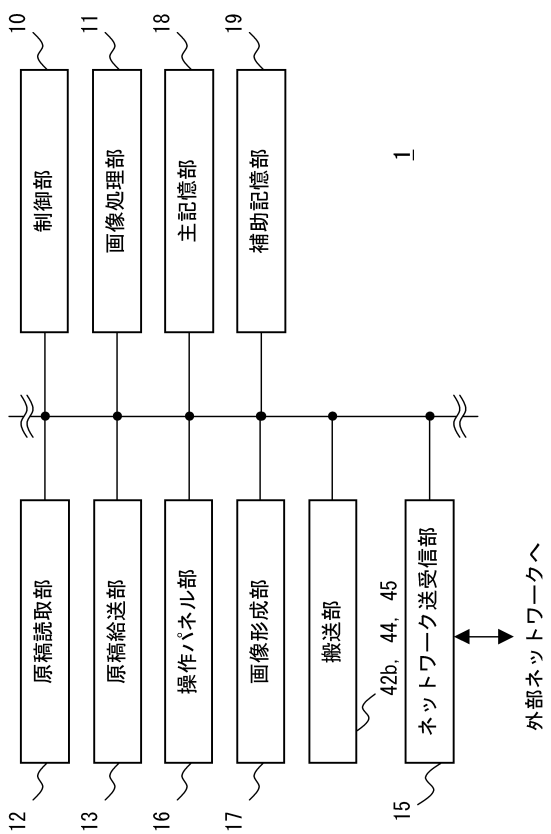 12 原稿読取部
制御部 10
13 原稿給送部
画像処理部 11
16 操作パネル部
主記憶部 18
17 画像形成部
補助記憶部 19
搬送部
42b, 44, 45
15 ネットワーク送受信部
外部ネットワークへ
1